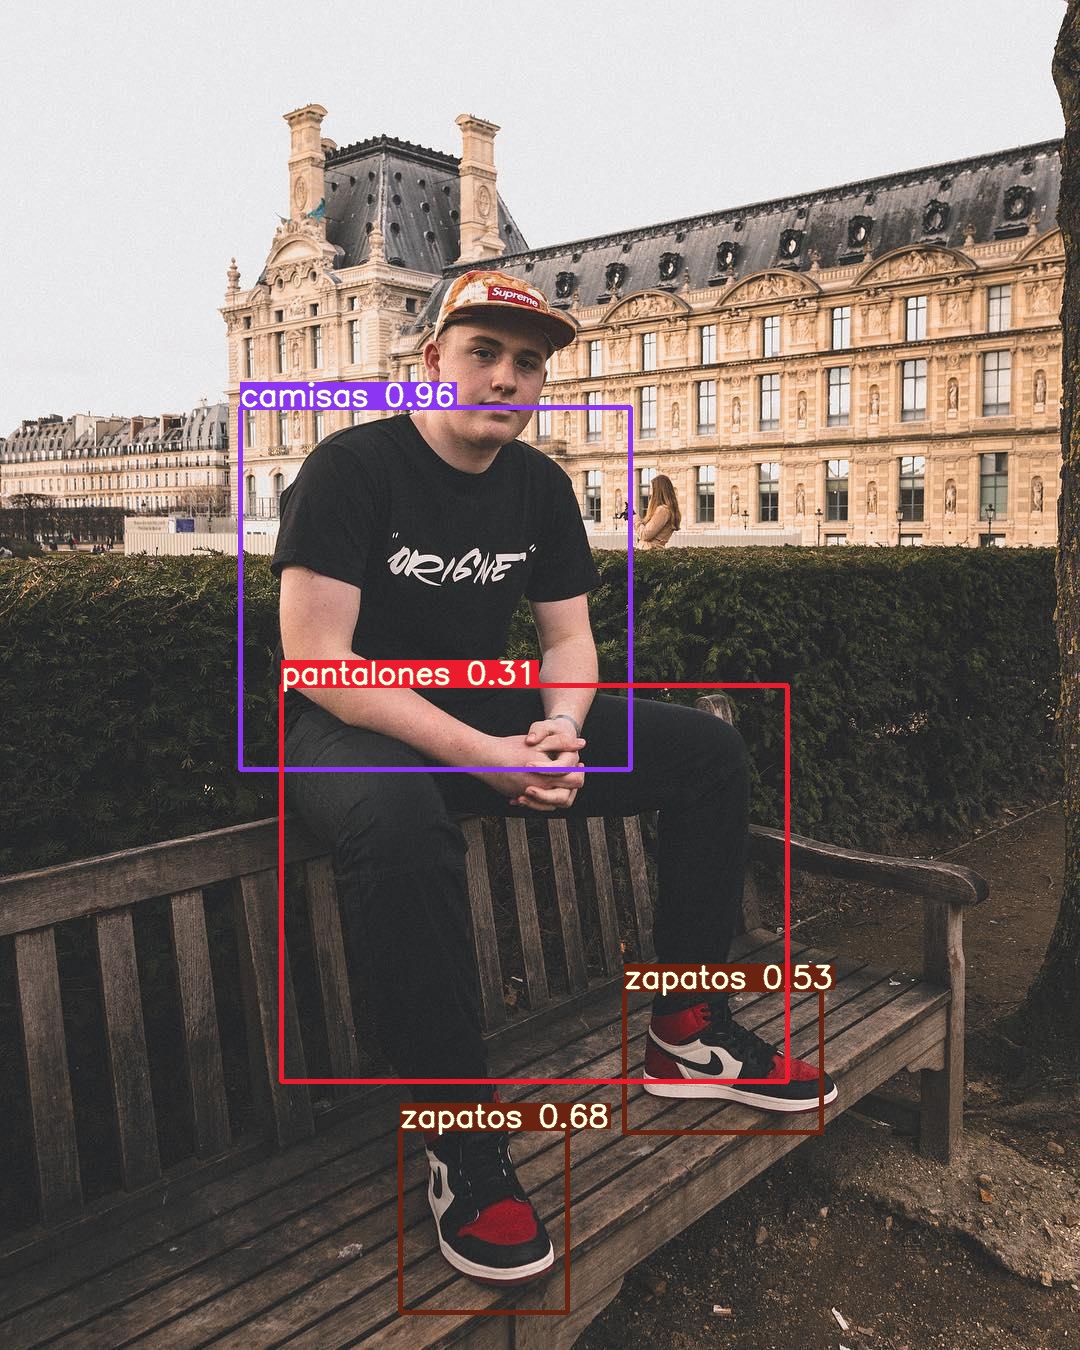 Supreme
camisas 0.96
"ORIGINE"
pantalones 0.31
zapatos 0.53
zapatos 0.68